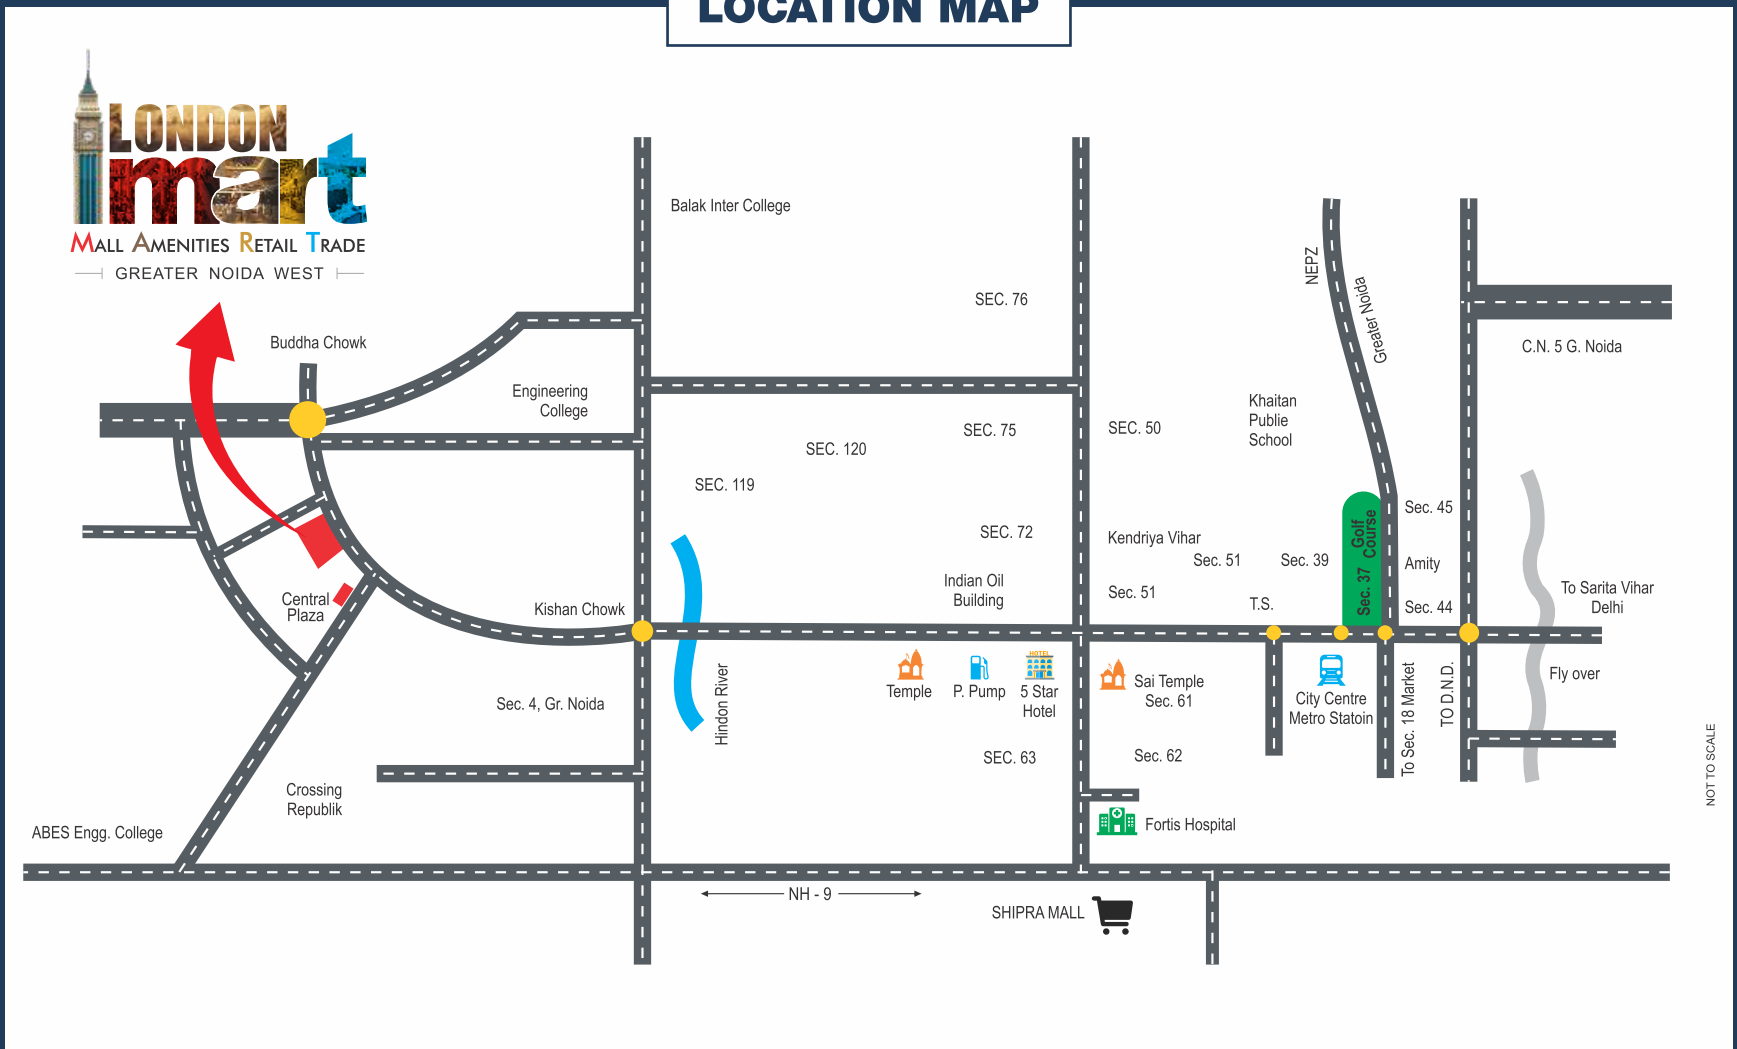 LOCATION MAP
LONDON
mart
MALL AMENITIES RETAIL TRADE
GREATER NOIDA WEST
Balak Inter College
SEC. 76
NEPZ
Greater Noida
C.N. 5 G. Noida
Buddha Chowk
Engineering
College
Khaitan
Publie
School
SEC. 75
SEC. 50
SEC. 120
SEC. 119
SEC. 72
Kendriya Vihar
Sec. 51
Sec. 39
Sec. 37
Golf
Course
Sec. 45
Amity
Sec. 44
Indian Oil
Building
Sec. 51
T.S.
To Sarita Vihar
Delhi
Central
Plaza
Kishan Chowk
Hindon River
Temple
P. Pump
HOTEL
5 Star
Hotel
Sai Temple
Sec. 61
City Centre
Metro Statoin
To Sec. 18 Market
TO D.N.D.
Fly over
Sec. 4, Gr. Noida
SEC. 63
Sec. 62
NOT TO SCALE
Crossing
Republik
ABES Engg. College
Fortis Hospital
NH - 9
SHIPRA MALL